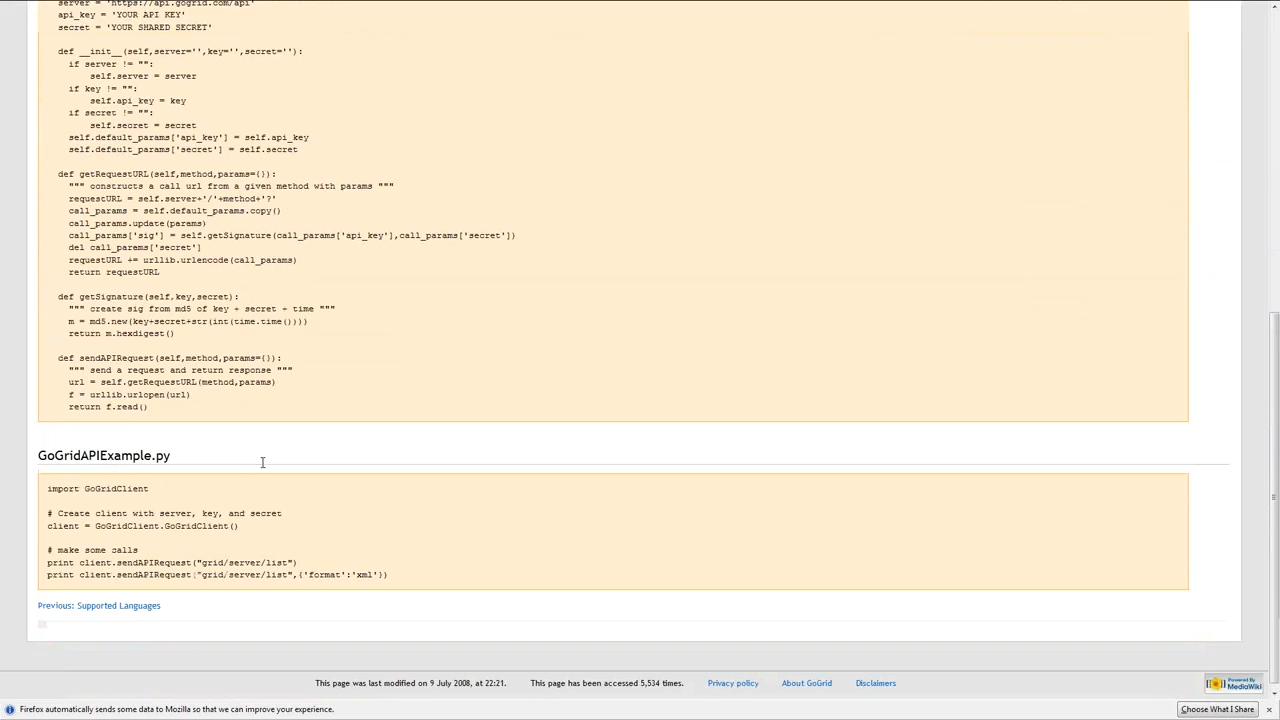 server = 'https://api.gogrid.com/api'
api_key = 'YOUR API KEY'
secret = 'YOUR SHARED SECRET'
def __init__(self,server='',key='',secret=''):
if server != "":
self.server = server
if key != "":
self.api_key = key
if secret != "":
self.secret = secret
self.default_params['api_key'] = self.api_key
self.default_params['secret'] = self.secret
def getRequestURL(self,method,params={}):
""" constructs a call url from a given method with params """
requestURL = self.server+'/'+method+'?'
call_params = self.default_params.copy()
call_params.update(params)
call_params['sig'] = self.getSignature(call_params['api_key'],call_params['secret'])
del call_params['secret']
requestURL += urllib.urlencode(call_params)
return requestURL
def getSignature(self,key,secret):
""" create sig from md5 of key + secret + time """
m = md5.new(key+secret+str(int(time.time())))
return m.hexdigest()
def sendAPIRequest(self,method,params={}):
""" send a request and return response """
url = self.getRequestURL(method,params)
f = urllib.urlopen(url)
return f.read()
GoGridAPIExample.py
import GoGridClient
# Create client with server, key, and secret
client = GoGridClient.GoGridClient()
# make some calls
print client.sendAPIRequest("grid/server/list")
print client.sendAPIRequest("grid/server/list",{'format':'xml'})
Previous: Supported Languages
This page was last modified on 9 July 2008, at 22:21. This page has been accessed 5,534 times. Privacy policy About GoGrid Disclaimers
Powered By
MediaWiki
Firefox automatically sends some data to Mozilla so that we can improve your experience. Choose What I Share